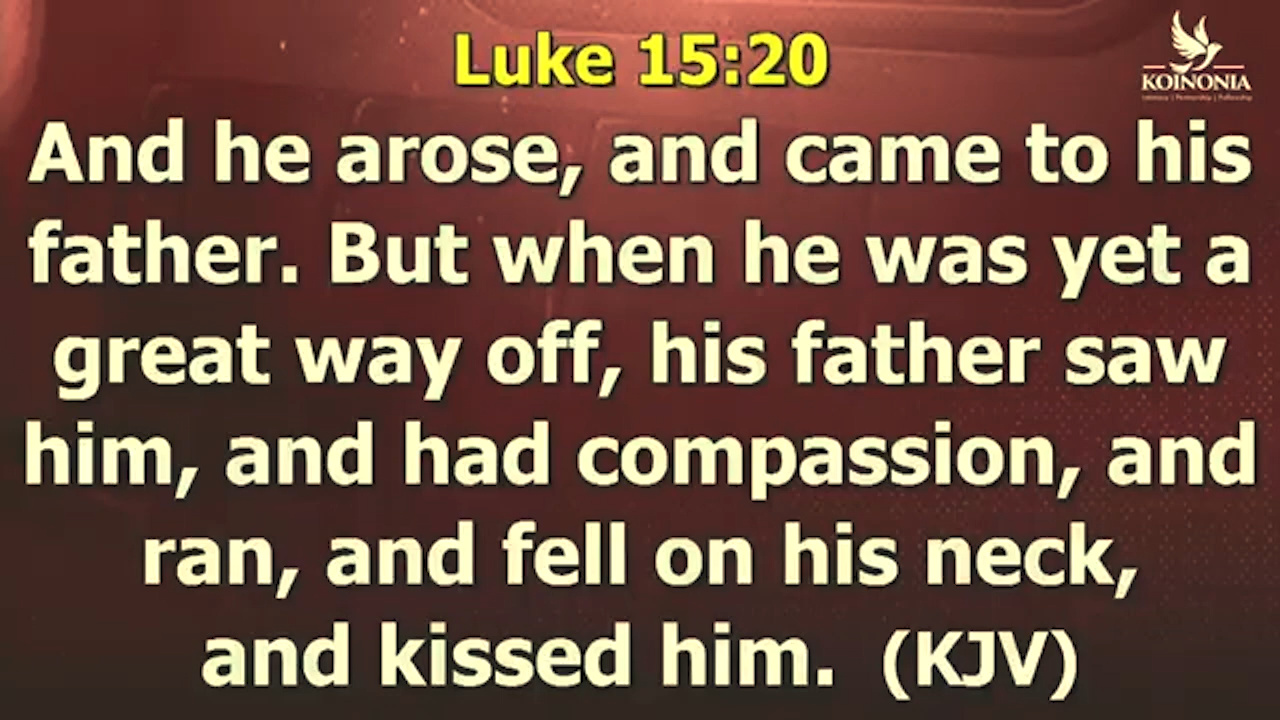 Luke 15:20
KOINONIA
And he arose, and came to his
father. But when he was yet a
great way off, his father saw
him, and had compassion, and
ran, and fell on his neck,
and kissed him. (KJV)